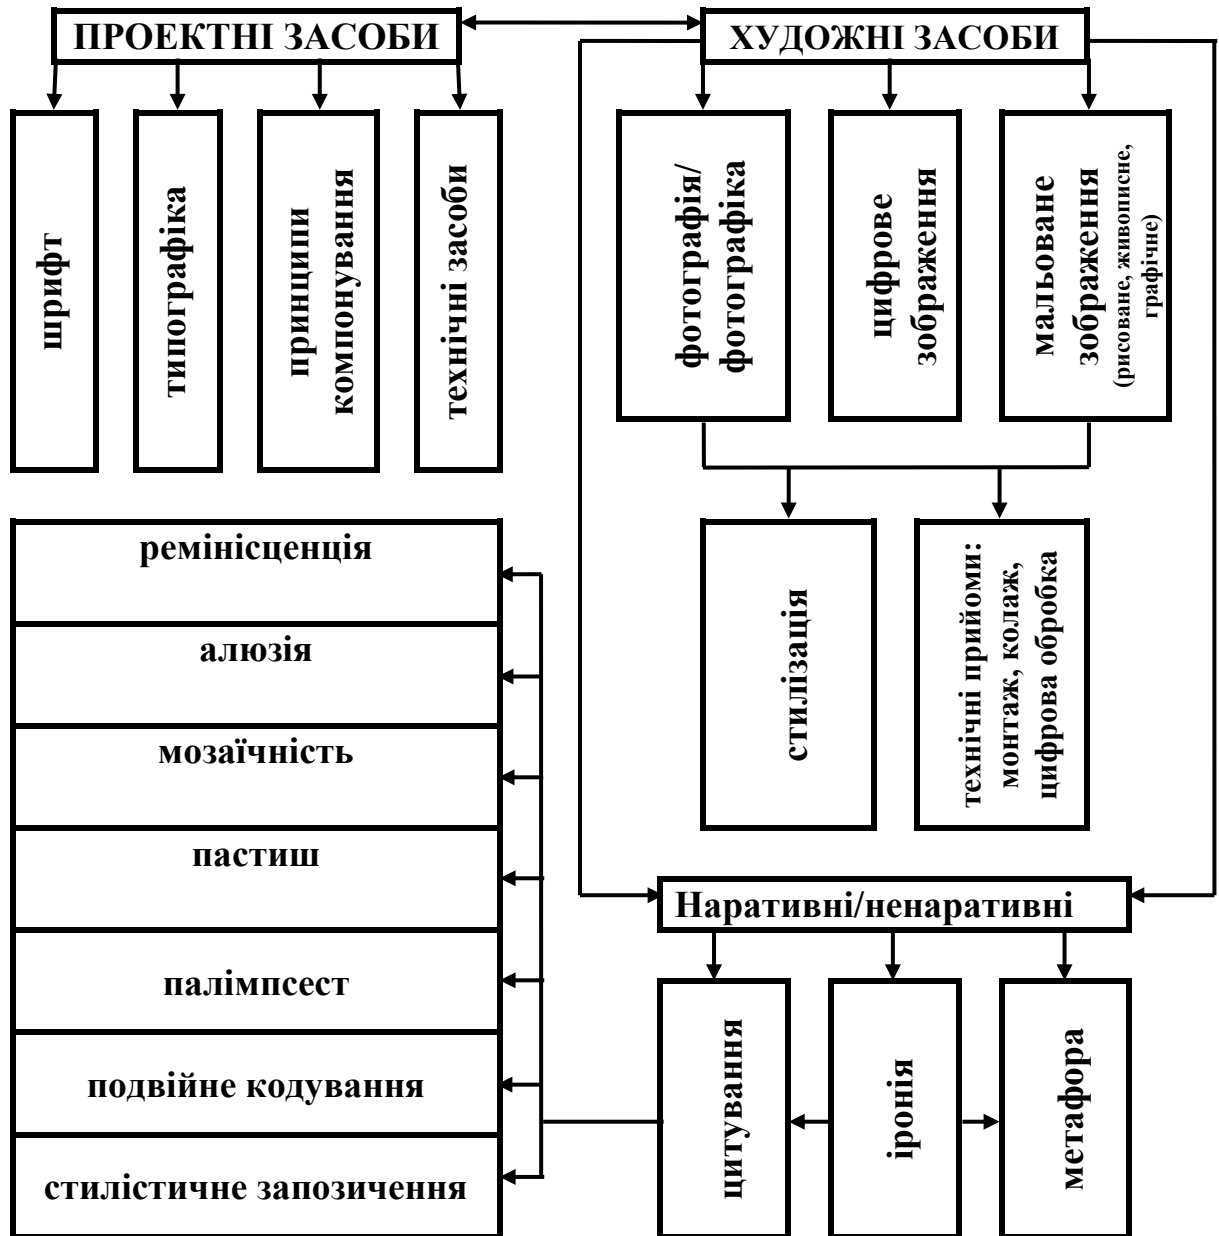 ПРОЕКТНІ ЗАСОБИ
ХУДОЖНІ ЗАСОБИ
шрифт
типографіка
принципи
компонування
технічні засоби
фотографія/
фотографіка
цифрове
зображення
мальоване
зображення
(рисоване, живописне,
графічне)
стилізація
технічні прийоми:
монтаж, колаж,
цифрова обробка
ремінісценція
алюзія
мозаїчність
пастиш
палімпсест
подвійне кодування
стилістичне запозичення
Наративні/ненаративні
цитування
іронія
метафора